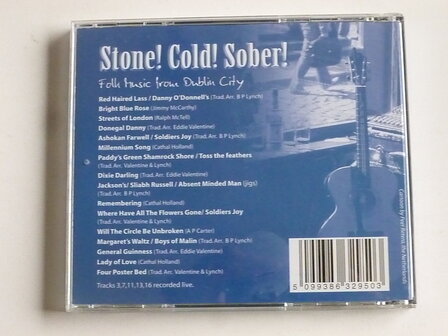 Stone! Cold! Sober!
Folk Music from Dublin City
Red Haired Lass / Danny O'Donnell's (Trad. Arr. B P Lynch)
Bright Blue Rose (Jimmy McCarthy)
Streets of London (Ralph McTell)
Donegal Danny (Trad. Arr. Eddie Valentine)
Ashokan Farwell / Soldiers Joy (Trad. Arr. B P Lynch)
Millennium Song (Cathal Holland)
Paddy's Green Shamrock Shore / Toss the feathers
(Trad. Arr. Valentine & Lynch)
Dixie Darling (Trad. Arr. Eddie Valentine)
Jackson's/ Sliabh Russell / Absent Minded Man (jigs)
(Trad. Arr. B P Lynch)
Remembering (Cathal Holland)
Where Have All The Flowers Gone/ Soldiers Joy
(Trad. Arr. Valentine & Lynch)
Will The Circle Be Unbroken (A P Carter)
Margaret's Waltz / Boys of Malin (Trad. Arr. B P Lynch)
General Guinness (Trad. Arr. Eddie Valentine)
Lady of Love (Cathal Holland)
Four Poster Bed (Trad. Arr. Valentine & Lynch)
Tracks 3,7,11,13,16 recorded live.
5 099386 329503